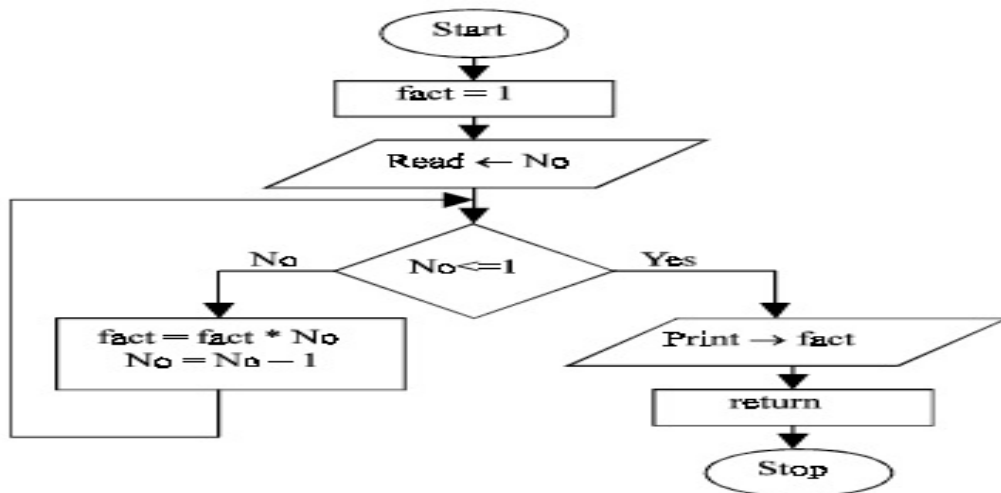 Start
fact = 1
Read ← No
No<=1
No
Yes
fact = fact * No
No = No – 1
Print → fact
return
Stop